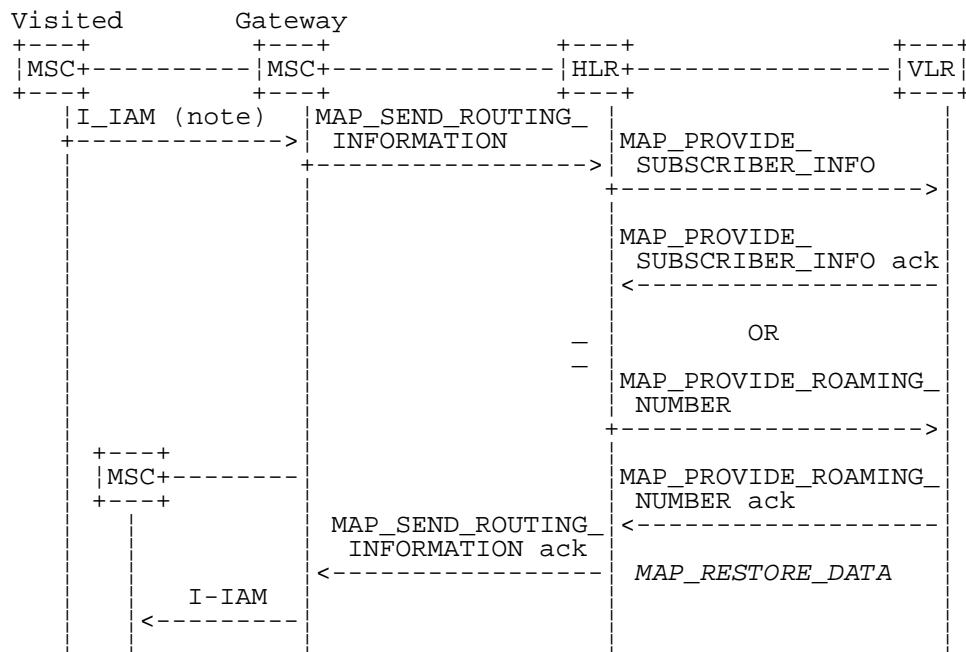 Visited Gateway
MSC MSC HLR VLR
I_IAM (note) MAP_SEND_ROUTING_
INFORMATION MAP_PROVIDE_
SUBSCRIBER_INFO
MAP_PROVIDE_
SUBSCRIBER_INFO ack
OR
MAP_PROVIDE_ROAMING_
NUMBER
MSC MAP_PROVIDE_ROAMING_
NUMBER ack
MAP_SEND_ROUTING_
INFORMATION ack
MAP_RESTORE_DATA
I-IAM